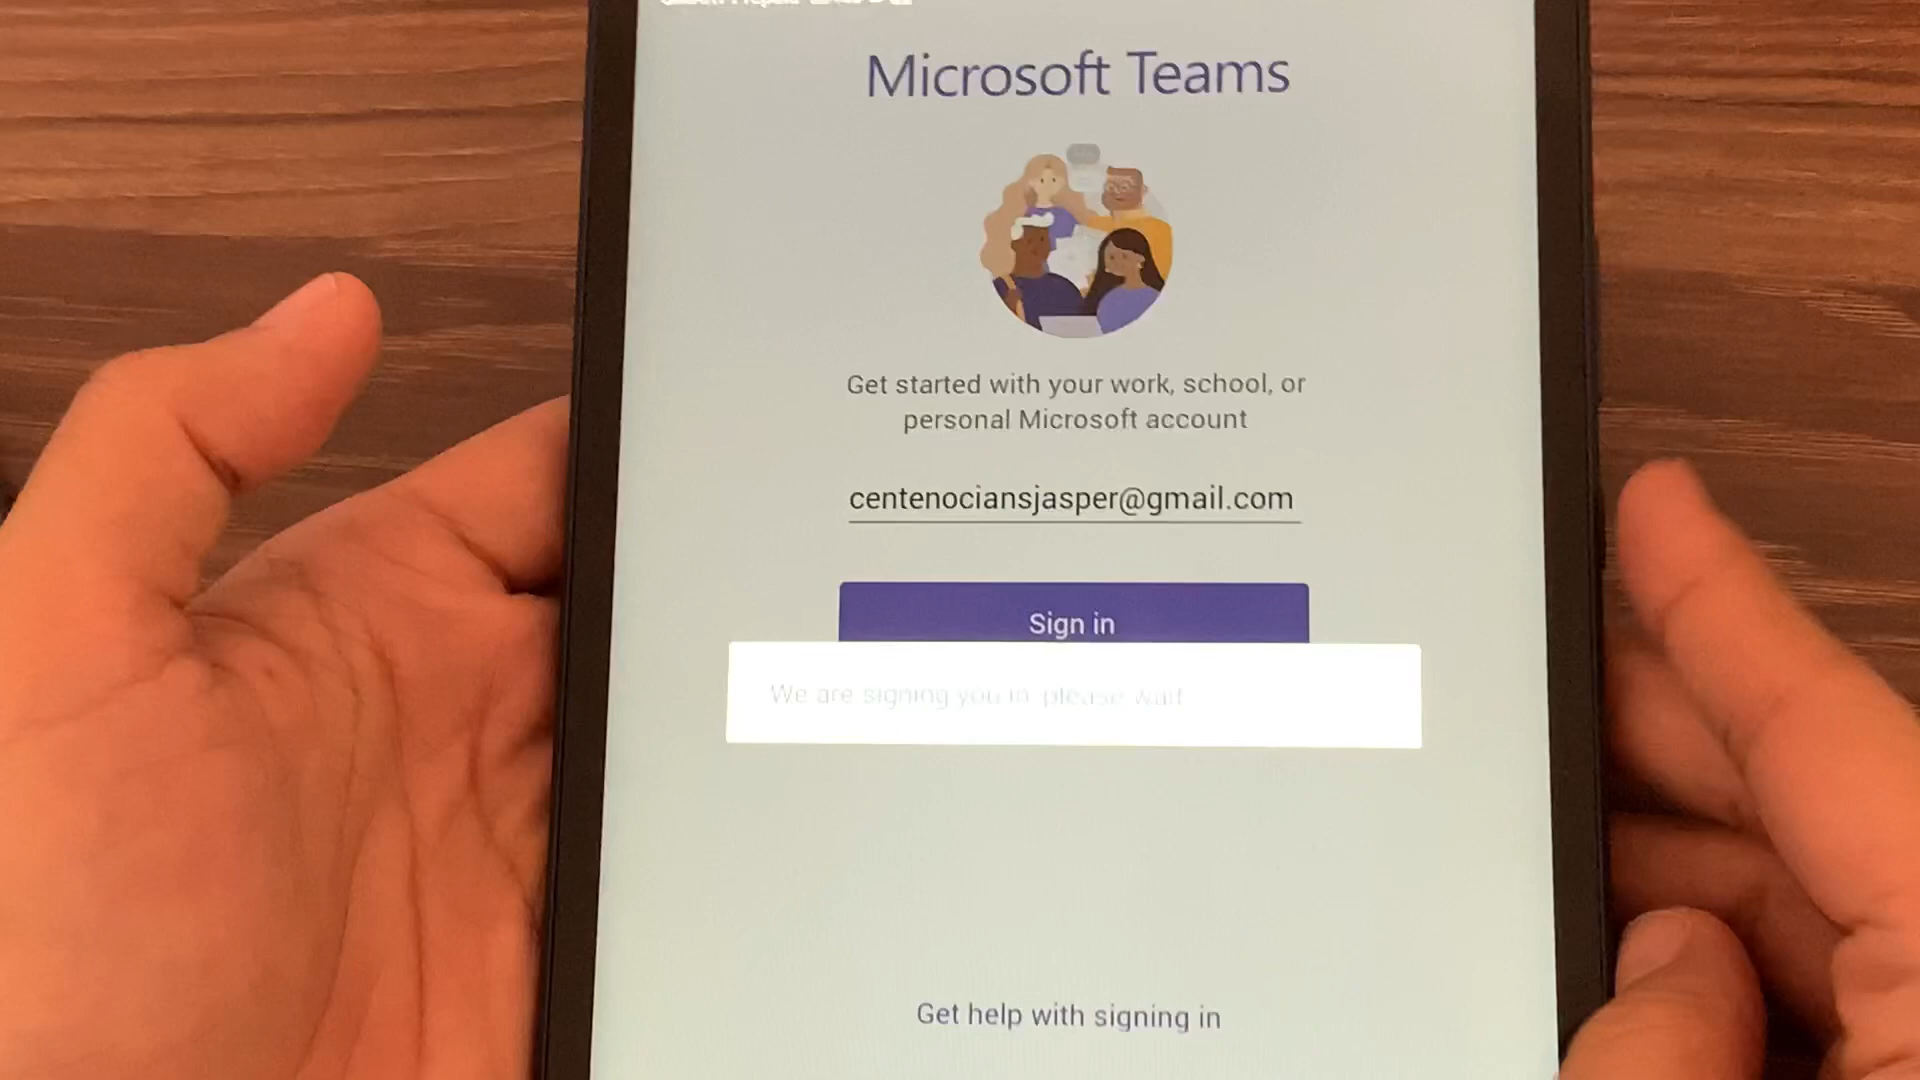 Microsoft Teams
Get started with your work, school, or
personal Microsoft account
centenociansjasper@gmail.com
Sign in
We are signing you in, please wait
Get help with signing in